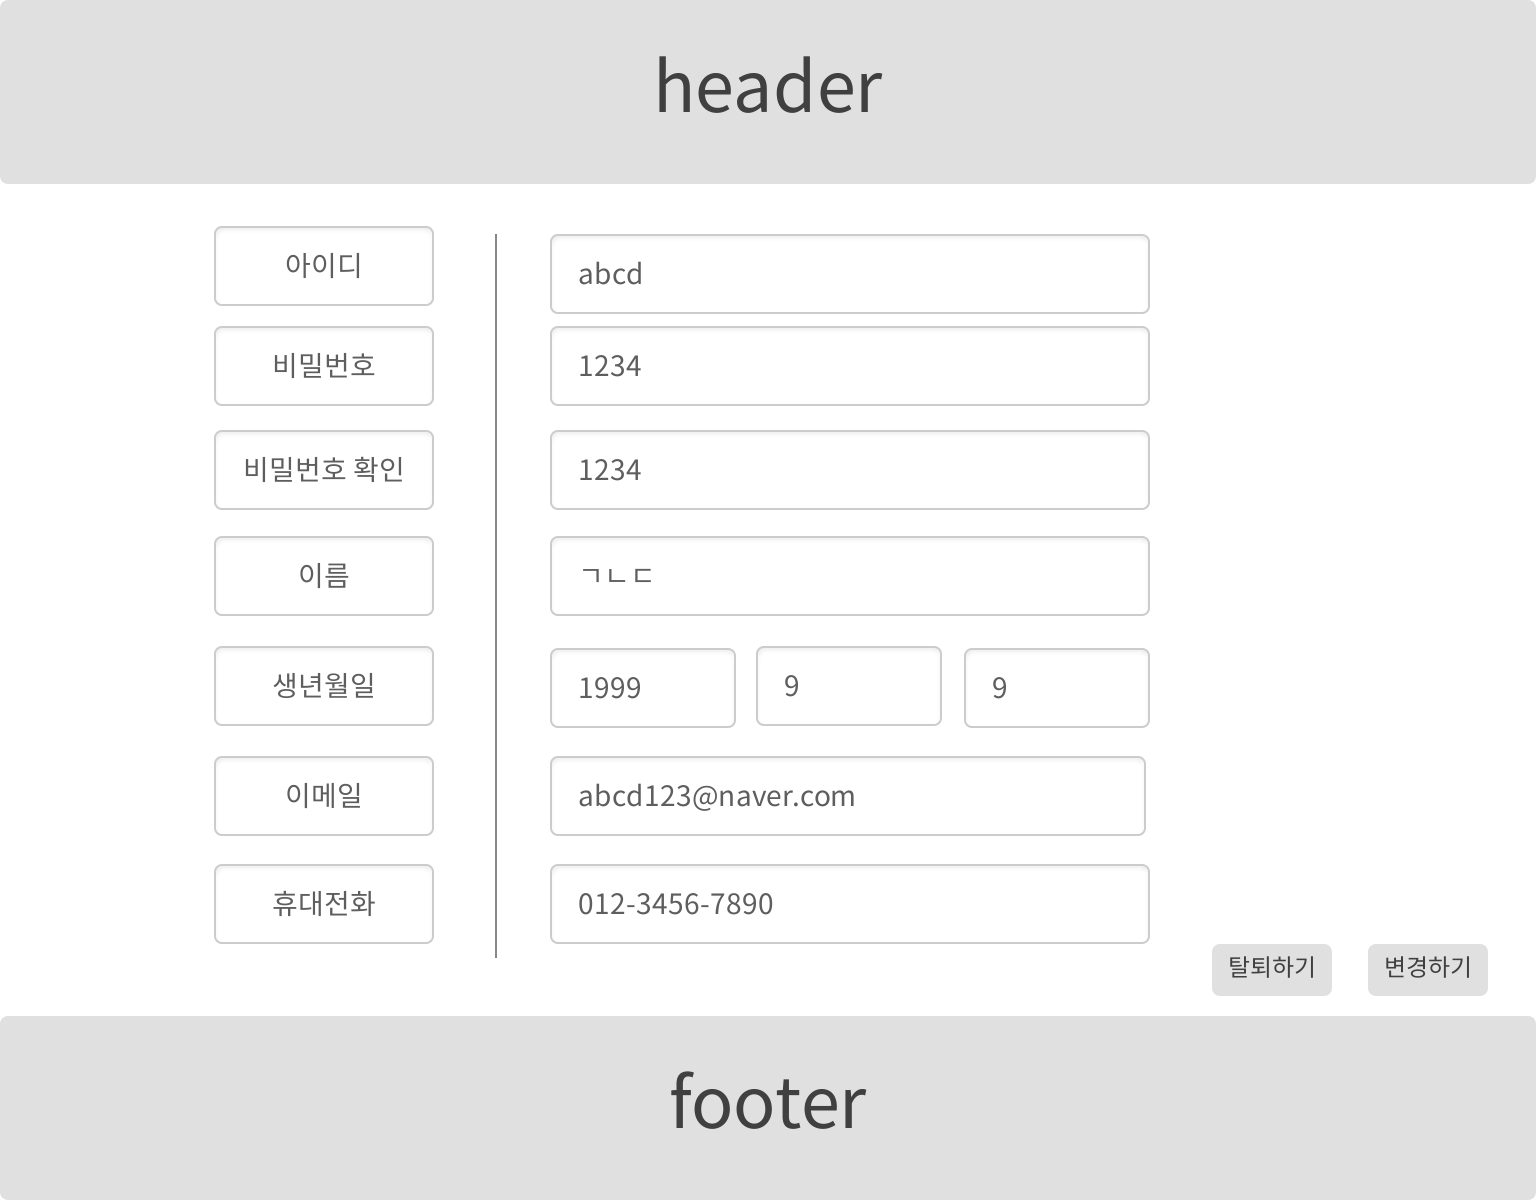 header
아이디
abcd
비밀번호
1234
비밀번호 확인
1234
이름
ㄱㄴㄷ
생년월일
1999
9
9
이메일
abcd123@naver.com
휴대전화
012-3456-7890
탈퇴하기
변경하기
footer